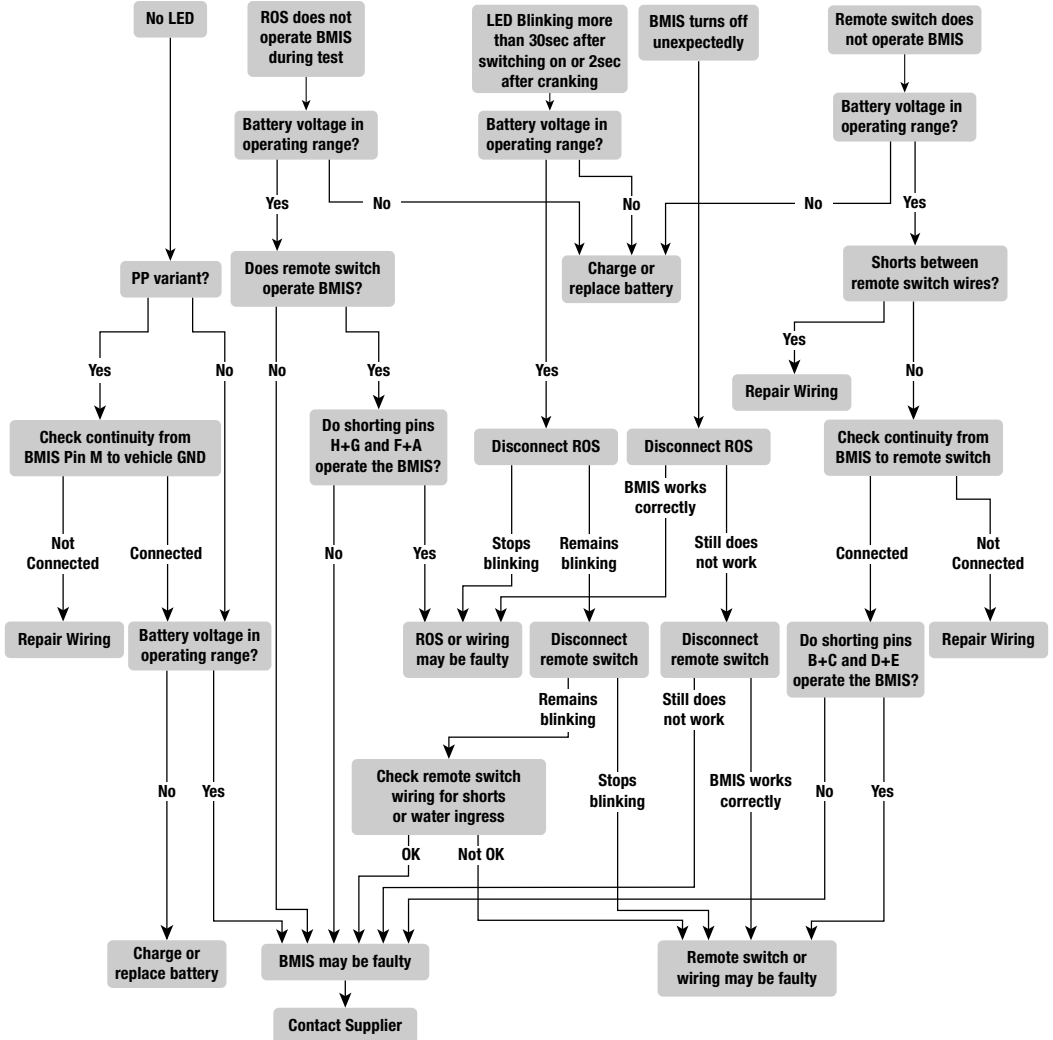 No LED
ROS does not
operate BMIS
during test
LED Blinking more
than 30sec after
switching on or 2sec
after cranking
BMIS turns off
unexpectedly
Remote switch does
not operate BMIS
Battery voltage in
operating range?
Battery voltage in
operating range?
Battery voltage in
operating range?
Yes
No
No
No
Yes
PP variant?
Does remote switch
operate BMIS?
Charge or
replace battery
Shorts between
remote switch wires?
Yes
No
No
Yes
Yes
Yes
No
Repair Wiring
Check continuity from
BMIS Pin M to vehicle GND
Do shorting pins
H+G and F+A
operate the BMIS?
Disconnect ROS
Disconnect ROS
Check continuity from
BMIS to remote switch
BMIS works
correctly
Not
Connected
Connected
No
Yes
Stops
blinking
Remains
blinking
Still does
not work
Connected
Not
Connected
Repair Wiring
Battery voltage in
operating range?
ROS or wiring
may be faulty
Disconnect
remote switch
Disconnect
remote switch
Do shorting pins
B+C and D+E
operate the BMIS?
Repair Wiring
Remains
blinking
Still does
not work
Check remote switch
wiring for shorts
or water ingress
No
Yes
Stops
blinking
BMIS works
correctly
No
Yes
OK
Not OK
Charge or
replace battery
BMIS may be faulty
Remote switch or
wiring may be faulty
Contact Supplier